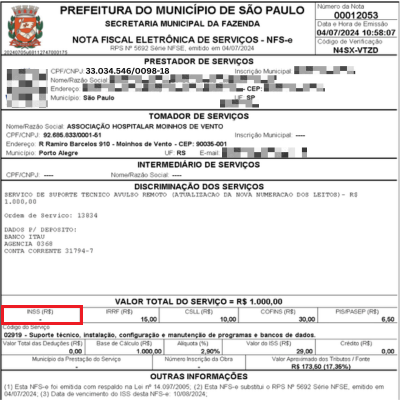 PREFEITURA DO MUNICÍPIO DE SÃO PAULO
SECRETARIA MUNICIPAL DA FAZENDA
NOTA FISCAL ELETRÔNICA DE SERVIÇOS - NFS-e
RPS Nº 5692 Série NFSE, emitido em 04/07/2024
Número da Nota
00012053
Data e Hora de Emissão
04/07/2024 10:58:07
Código de Verificação
N4SX-VTZD
PRESTADOR DE SERVIÇOS
CPF/CNPJ: 33.034.546/0098-18 Inscrição Municipal:
Nome/Razão Social:
Endereço: - CEP:
Município: São Paulo UF:
TOMADOR DE SERVIÇOS
Nome/Razão Social: ASSOCIAÇÃO HOSPITALAR MOINHOS DE VENTO
CPF/CNPJ: 92.685.833/0001-51 Inscrição Municipal: ----
Endereço: R Ramiro Barcelos 910 - Moinhos de Vento - CEP: 90035-001
Município: Porto Alegre UF: RS E-mail:
INTERMEDIÁRIO DE SERVIÇOS
CPF/CNPJ: ---- Nome/Razão Social: ----
DISCRIMINAÇÃO DOS SERVIÇOS
SERVICO DE SUPORTE TECNICO AVULSO REMOTO (ATUALIZACAO DA NOVA NUMERACAO DOS LEITOS)- R$
1.000,00
Ordem de Servico: 12834
DADOS P/ DEPOSITO:
BANCO ITAU
AGENCIA 8368
CONTA CORRENTE 31794-7
VALOR TOTAL DO SERVIÇO = R$ 1.000,00
INSS (R$) IRRF (R$) CSLL (R$) COFINS (R$) PIS/PASEP (R$)
- 15,00 10,00 30,00 6,50
Código do Serviço
02919 - Suporte técnico, instalação, configuração e manutenção de programas e bancos de dados.
Valor Total das Deduções (R$) Base de Cálculo (R$) Alíquota (%) Valor do ISS (R$) Crédito (R$)
0,00 1.000,00 2,90% 29,00 0,00
Município da Prestação do Serviço Número Inscrição da Obra Valor Aproximado dos Tributos / Fonte
- - R$ 173,50 (17,35%)
OUTRAS INFORMAÇÕES
(1) Esta NFS-e foi emitida com respaldo na Lei nº 14.097/2005; (2) Esta NFS-e substitui o RPS Nº 5692 Série NFSE, emitido em
04/07/2024; (3) Data de vencimento do ISS desta NFS-e: 10/08/2024;